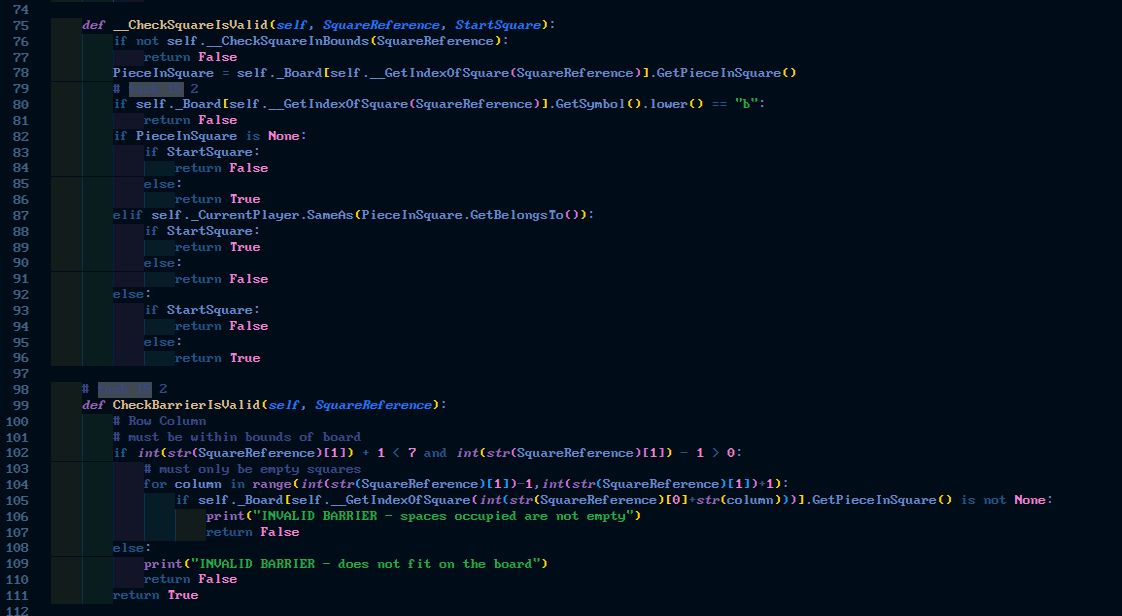 74
75 def __CheckSquareIsValid(self, SquareReference, StartSquare):
76 if not self.__CheckSquareInBounds(SquareReference):
77 return False
78 PieceInSquare = self._Board[self.__GetIndexOfSquare(SquareReference)].GetPieceInSquare()
79 # 2
80 if self._Board[self.__GetIndexOfSquare(SquareReference)].GetSymbol().lower() == "b":
81 return False
82 if PieceInSquare is None:
83 if StartSquare:
84 return False
85 else:
86 return True
87 elif self._CurrentPlayer.SameAs(PieceInSquare.GetBelongsTo()):
88 if StartSquare:
89 return True
90 else:
91 return False
92 else:
93 if StartSquare:
94 return False
95 else:
96 return True
97
98 # 2
99 def CheckBarrierIsValid(self, SquareReference):
100 # Row Column
101 # must be within bounds of board
102 if int(str(SquareReference)[1]) + 1 < 7 and int(str(SquareReference)[1]) - 1 > 0:
103 # must only be empty squares
104 for column in range(int(str(SquareReference)[1])-1,int(str(SquareReference)[1])+1):
105 if self._Board[self.__GetIndexOfSquare(int(str(SquareReference)[0]+str(column)))].GetPieceInSquare() is not None:
106 print("INVALID BARRIER - spaces occupied are not empty")
107 return False
108 else:
109 print("INVALID BARRIER - does not fit on the board")
110 return False
111 return True
112